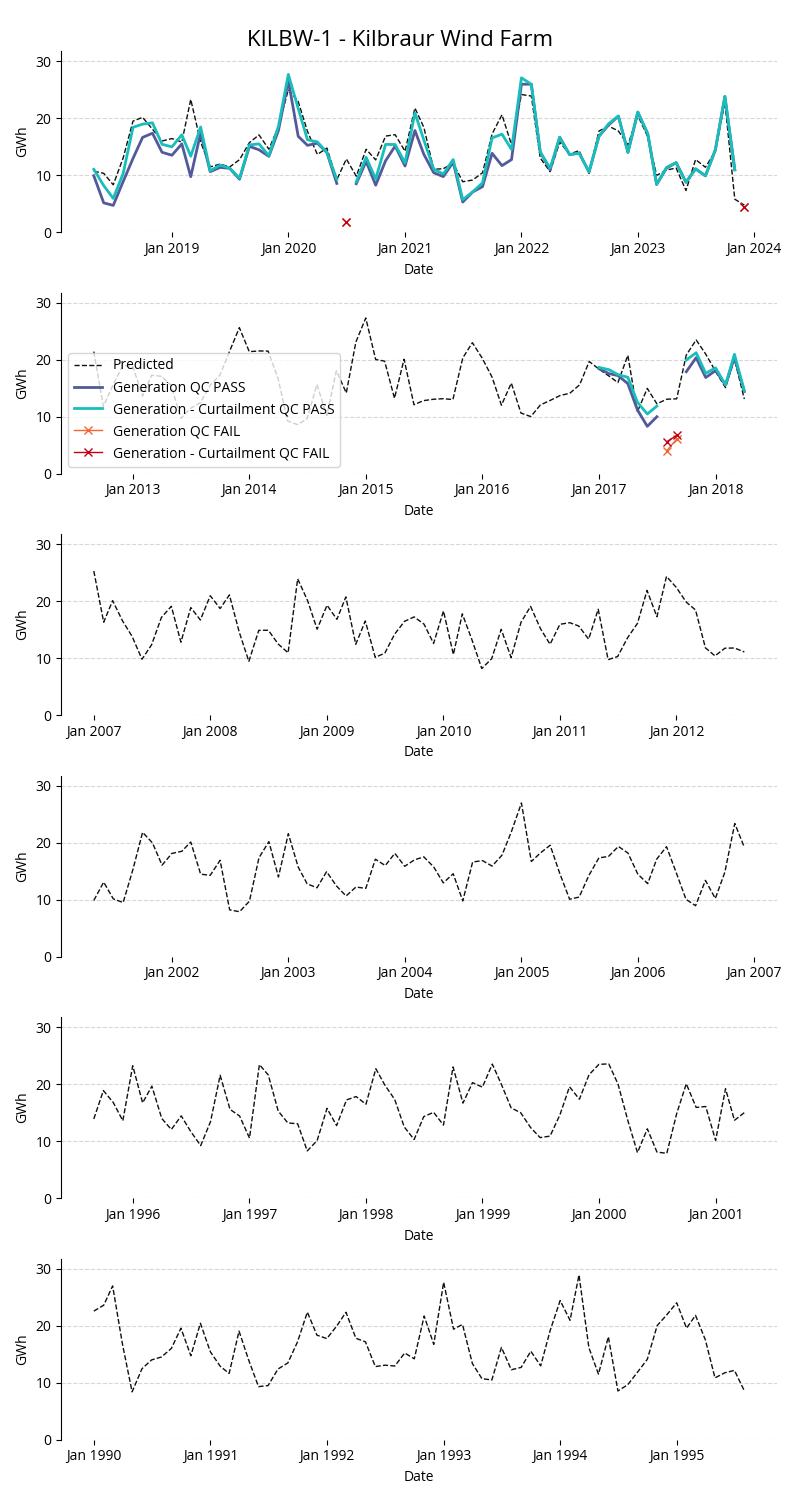 KILBW-1 - Kilbraur Wind Farm
30
20
10
0
GWh
Jan 2019 Jan 2020 Jan 2021 Jan 2022 Jan 2023 Jan 2024
Date
30
20
10
0
GWh
Predicted
Generation QC PASS
Generation - Curtailment QC PASS
Generation QC FAIL
Generation - Curtailment QC FAIL
Jan 2013 Jan 2014 Jan 2015 Jan 2016 Jan 2017 Jan 2018
Date
30
20
10
0
GWh
Jan 2007 Jan 2008 Jan 2009 Jan 2010 Jan 2011 Jan 2012
Date
30
20
10
0
GWh
Jan 2002 Jan 2003 Jan 2004 Jan 2005 Jan 2006 Jan 2007
Date
30
20
10
0
GWh
Jan 1996 Jan 1997 Jan 1998 Jan 1999 Jan 2000 Jan 2001
Date
30
20
10
0
GWh
Jan 1990 Jan 1991 Jan 1992 Jan 1993 Jan 1994 Jan 1995
Date